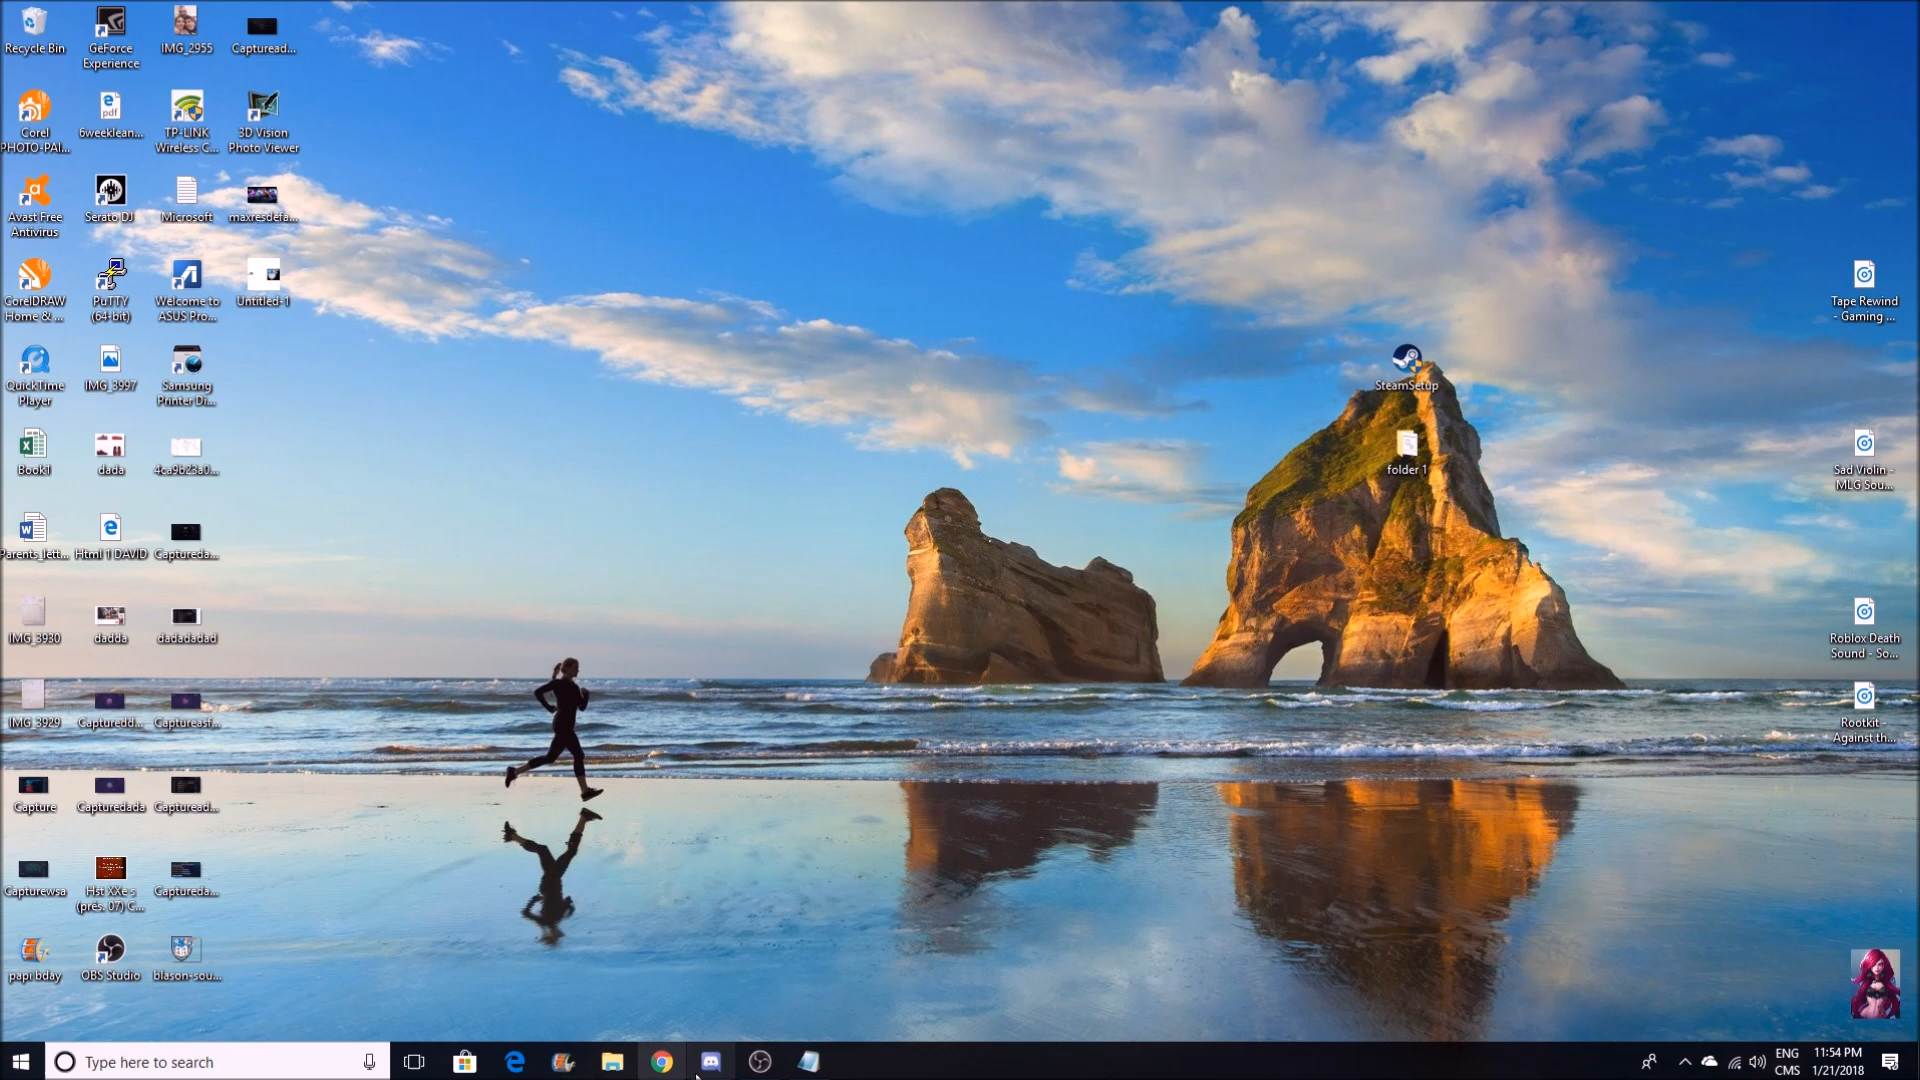 Recycle Bin
GeForce
Experience
IMG_2955
Capturead...
Corel
PHOTO-PAI...
6weeklean...
TP-LINK
Wireless C...
3D Vision
Photo Viewer
Avast Free
Antivirus
Serato DJ
Microsoft
maxresdefa...
CorelDRAW
Home & ...
PuTTY
(64-bit)
Welcome to
ASUS Pro...
Untitled-1
QuickTime
Player
IMG_3997
Samsung
Printer Di...
Book1
dada
4ca9b23a0...
Parents_lett...
Html 1 DAVID
Captureda...
IMG_3930
dadda
dadadadad
IMG_3929
Capturedd...
Captureasf...
Capture
Capturedada
Capturead...
Capturewsa
Hst XXe s
(prés. 07) C...
Captureda...
papi bday
OBS Studio
blason-sou...
SteamSetup
folder 1
Tape Rewind
- Gaming ...
Sad Violin -
MLG Sou...
Roblox Death
Sound - So...
Rootkit -
Against th...
Type here to search
ENG
CMS
11:54 PM
1/21/2018